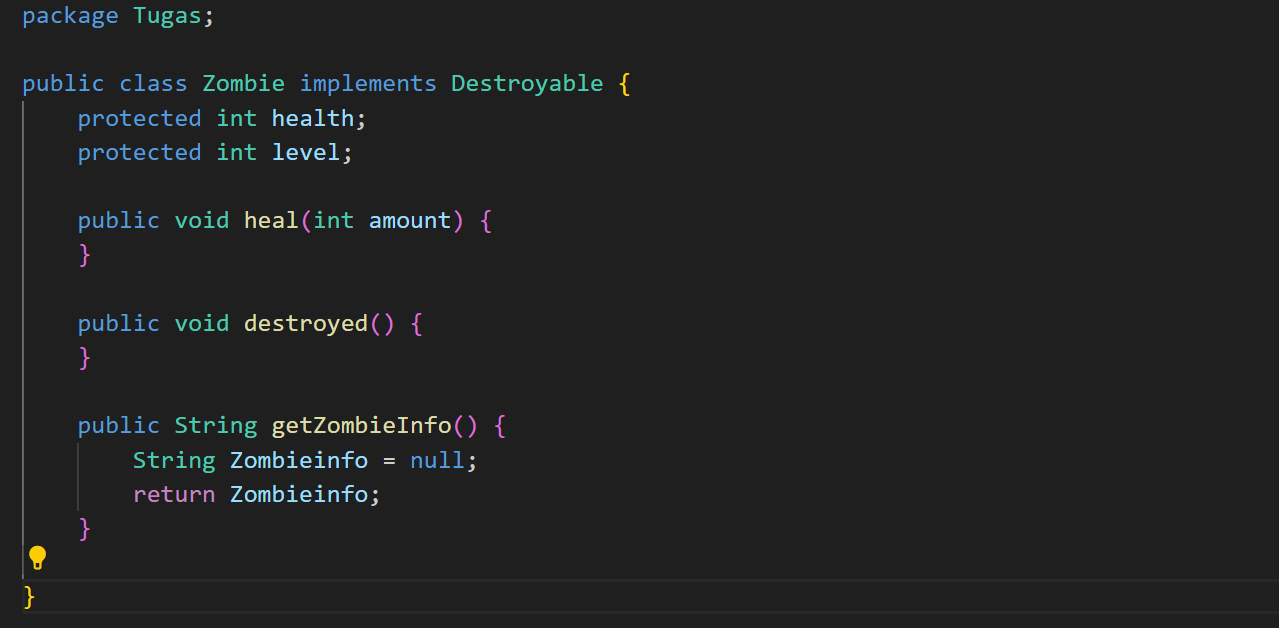 package Tugas;
public class Zombie implements Destroyable {
protected int health;
protected int level;
public void heal(int amount) {
}
public void destroyed() {
}
public String getZombieInfo() {
String Zombieinfo = null;
return Zombieinfo;
}
}